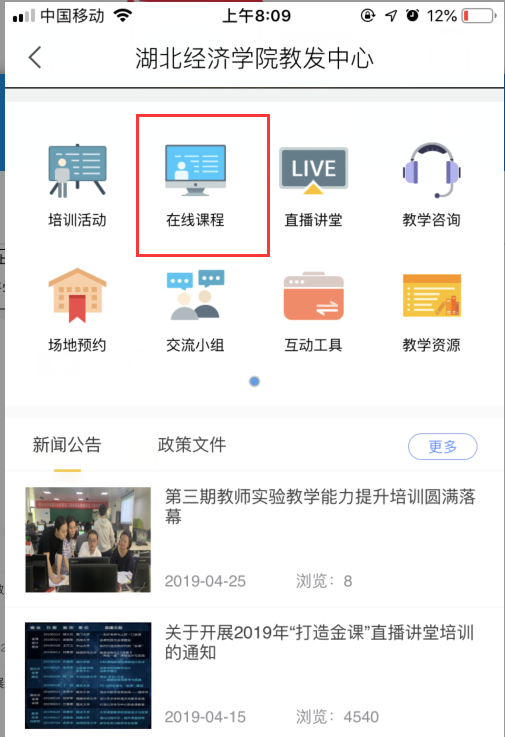 中国移动 上午8:09 12%
湖北经济学院教发中心
LIVE
培训活动 在线课程 直播讲堂 教学咨询
场地预约 交流小组 互动工具 教学资源
新闻公告 政策文件 更多
第三期教师实验教学能力提升培训圆满落
幕
2019-04-25 浏览：8
关于开展2019年“打造金课”直播讲堂培训
的通知
2019-04-15 浏览：4540